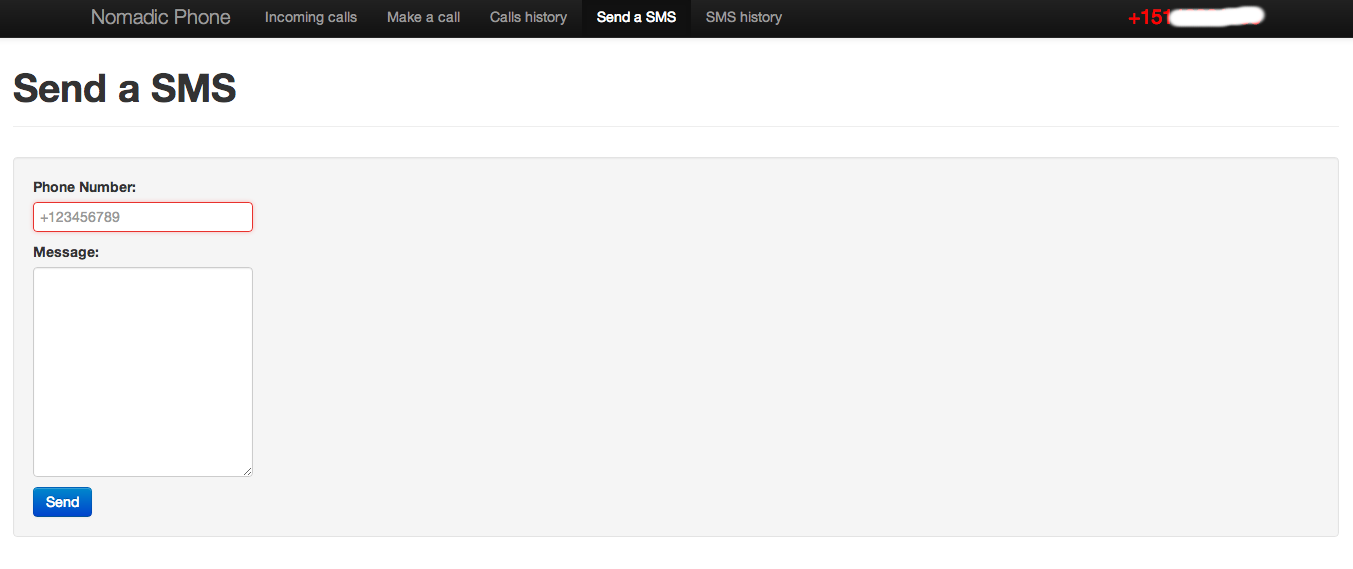 Nomadic Phone Incoming calls Make a call Calls history Send a SMS SMS history +151
Send a SMS
Phone Number:
+123456789
Message:
Send